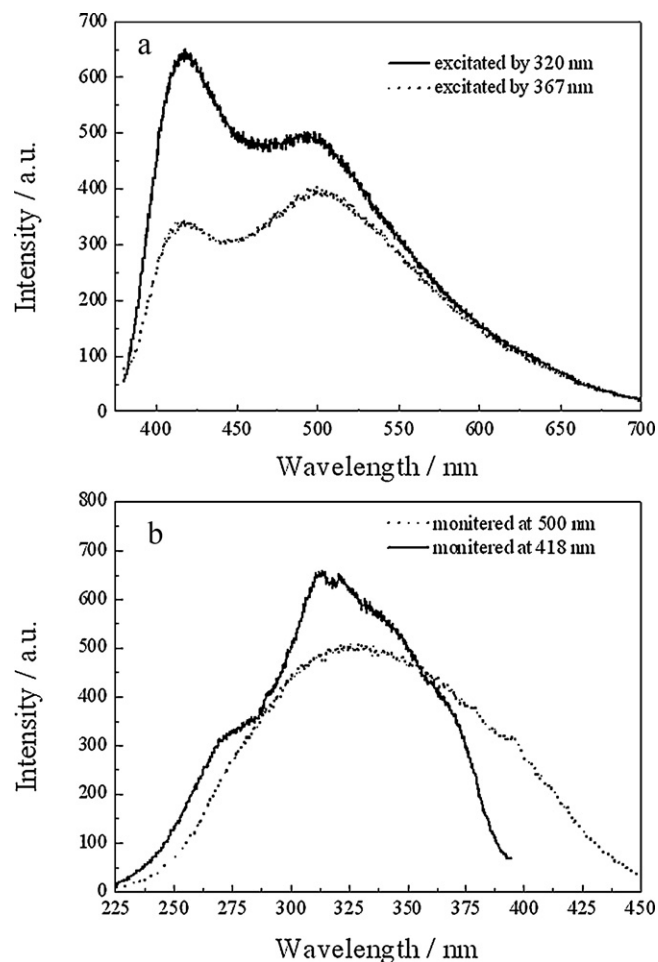 a
excitated by 320 nm
excitated by 367 nm
700
600
500
400
300
200
100
0
Intensity / a.u.
400 450 500 550 600 650 700
Wavelength / nm
b
monitered at 500 nm
monitered at 418 nm
800
700
600
500
400
300
200
100
0
Intensity / a.u.
225 250 275 300 325 350 375 400 425 450
Wavelength / nm